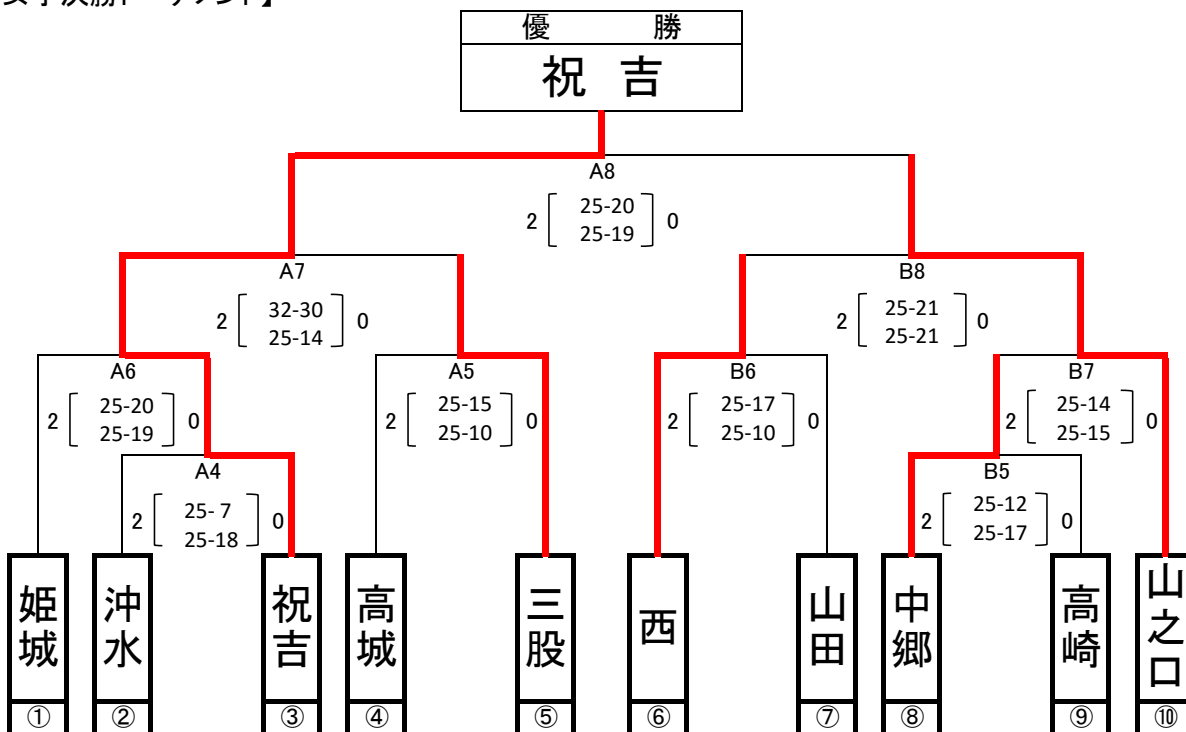 優 勝
祝 吉
A8
2 25-20 0
25-19
A7
2 32-30 0
25-14
B8
2 25-21 0
25-21
A6
2 25-20 0
25-19
A5
2 25-15 0
25-10
B6
2 25-17 0
25-10
B7
2 25-14 0
25-15
A4
2 25- 7 0
25-18
B5
2 25-12 0
25-17
姫城
①
沖水
②
祝吉
③
高城
④
三股
⑤
西
⑥
山田
⑦
中郷
⑧
高崎
⑨
山之口
⑩